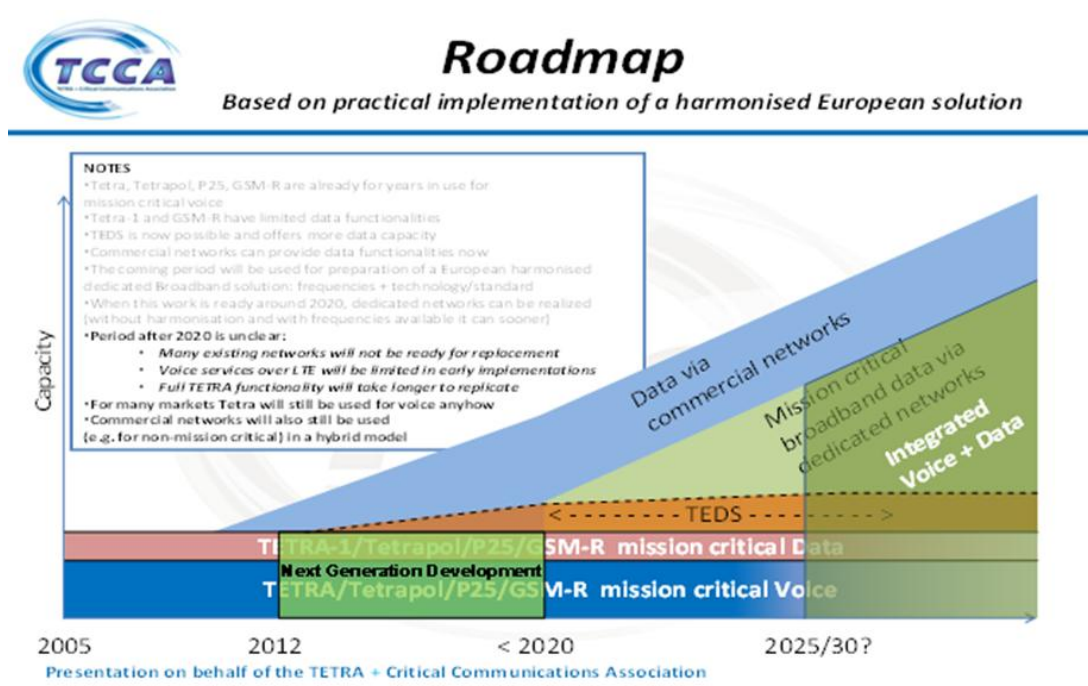 TCCA
TETRA + Critical Communications Association
Roadmap
Based on practical implementation of a harmonised European solution
NOTES
•Tetra, Tetrapol, P25, GSM-R are already for years in use for
mission critical voice
•Tetra-1 and GSM-R have limited data functionalities
•TEDS is now possible and offers more data capacity
•Commercial networks can provide data functionalities now
•The coming period will be used for preparation of a European harmonised
dedicated Broadband solution: frequencies + technology/standard
•When this work is ready around 2020, dedicated networks can be realized
(without harmonisation and with frequencies available it can sooner)
•Period after 2020 is unclear:
• Many existing networks will not be ready for replacement
• Voice services over LTE will be limited in early implementations
• Full TETRA functionality will take longer to replicate
•For many markets Tetra will still be used for voice anyhow
•Commercial networks will also still be used
(e.g. for non-mission critical) in a hybrid model
Capacity
Data via
commercial networks
Mission critical
broadband data via
dedicated networks
Integrated
Voice + Data
<- - - - - - - - TEDS - - - - - - - - ->
TETRA-1/Tetrapol/P25/GSM-R mission critical Data
Next Generation Development
TETRA/Tetrapol/P25/GSM-R mission critical Voice
2005
2012
< 2020
2025/30?
Presentation on behalf of the TETRA + Critical Communications Association